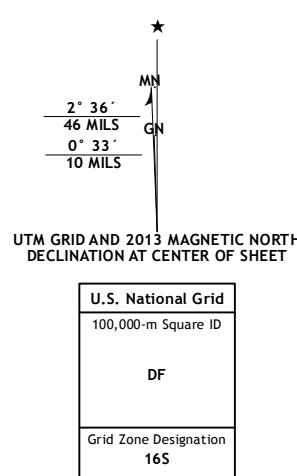 ★
MN
2° 36´
46 MILS
GN
0° 33´
10 MILS
UTM GRID AND 2013 MAGNETIC NORTH
DECLINATION AT CENTER OF SHEET
U.S. National Grid
100,000-m Square ID
DF
Grid Zone Designation
16S